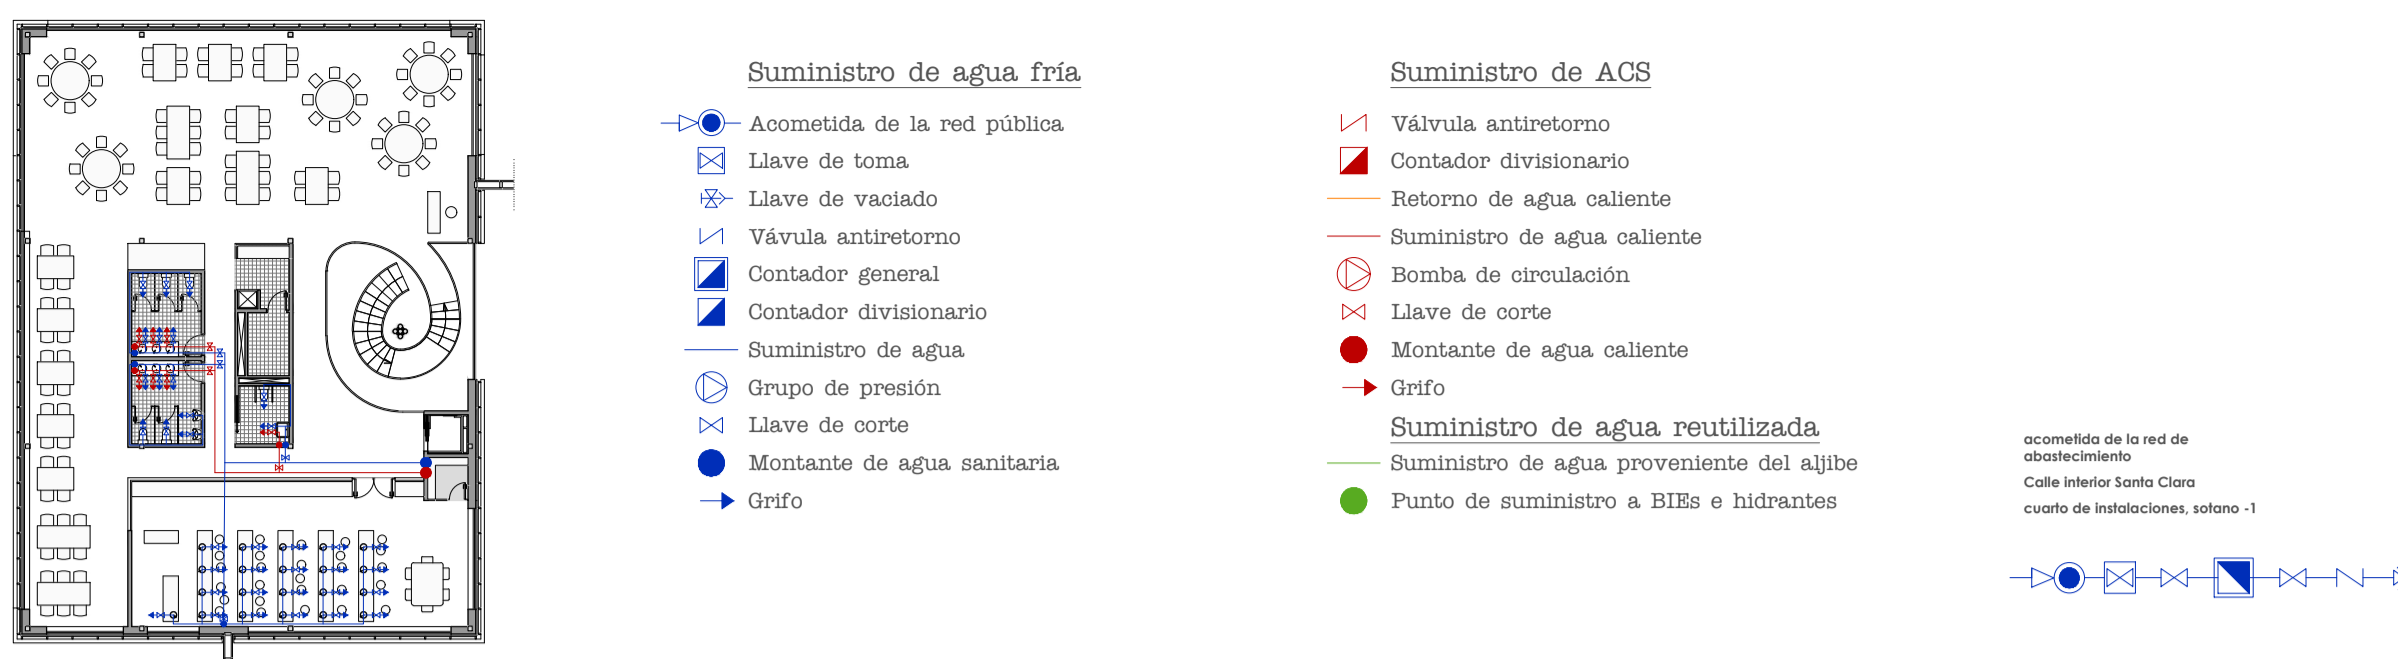 Suministro de agua fría
Acometida de la red pública
Llave de toma
Llave de vaciado
Vávula antiretorno
Contador general
Contador divisionario
Suministro de agua
Grupo de presión
Llave de corte
Montante de agua sanitaria
Grifo
Suministro de ACS
Válvula antiretorno
Contador divisionario
Retorno de agua caliente
Suministro de agua caliente
Bomba de circulación
Llave de corte
Montante de agua caliente
Grifo
Suministro de agua reutilizada
Suministro de agua proveniente del aljibe
Punto de suministro a BIEs e hidrantes
acometida de la red de
abastecimiento
Calle interior Santa Clara
cuarto de instalaciones, sotano -1